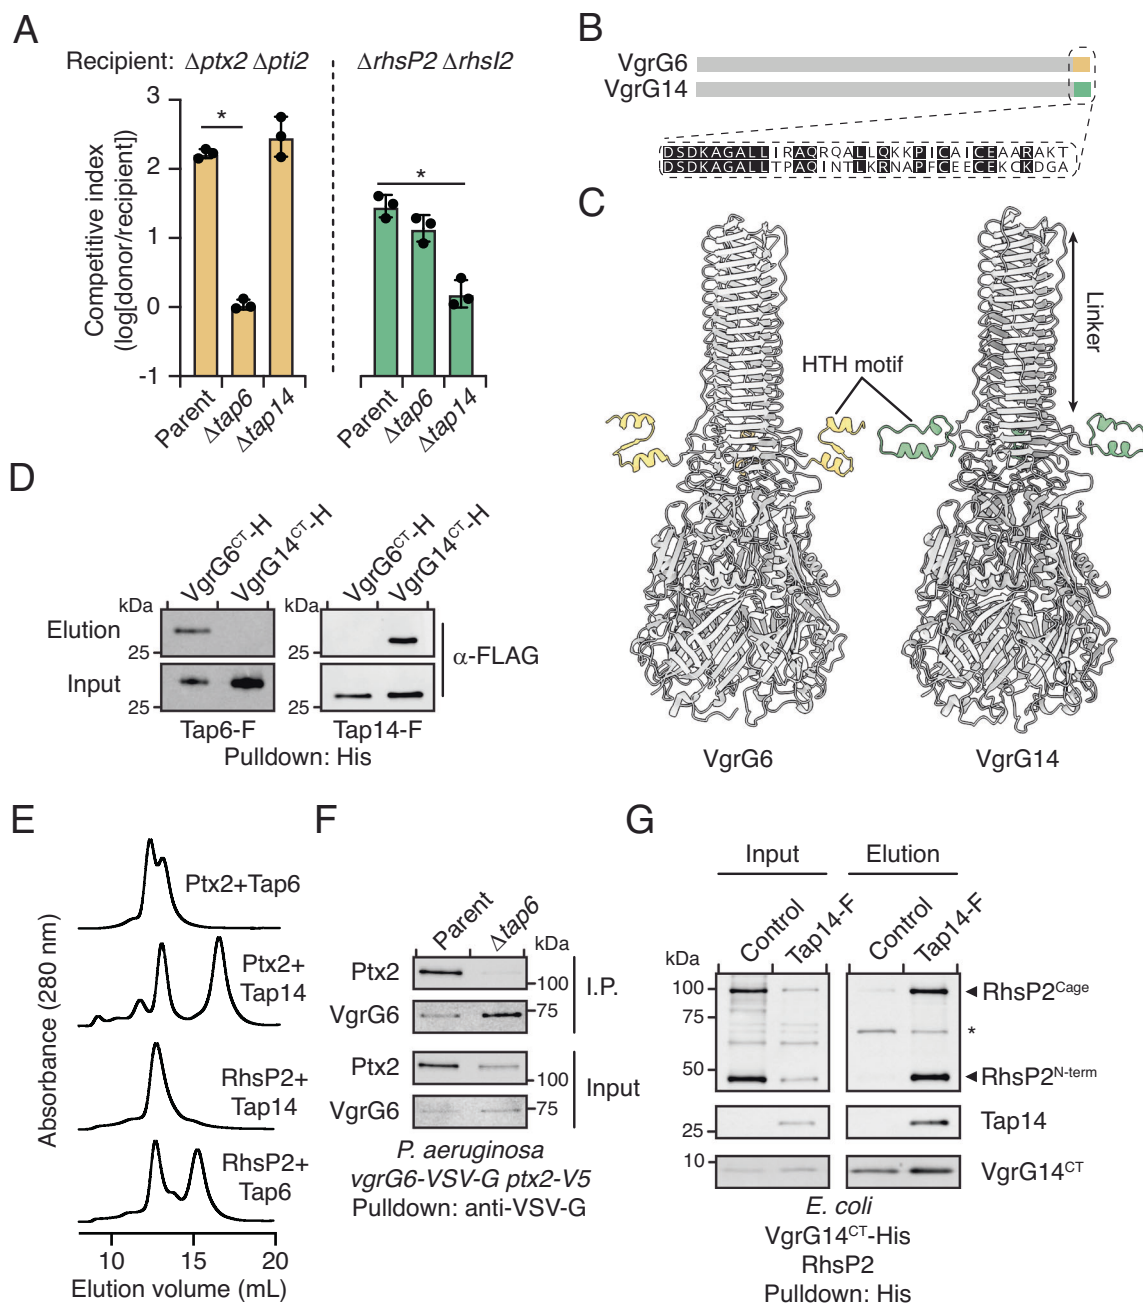 A
Recipient: Δptx2 Δpti2
ΔrhsP2 ΔrhsI2
Competitive index
(log[donor/recipient])
3
2
1
0
-1
*
*
Parent
Δtap6
Δtap14
Parent
Δtap6
Δtap14
B
VgrG6
VgrG14
DSDKAGALLIRAQRQALLQKKPICAICEAARAKT
DSDKAGALLTPAQINTLKRNAPFCEECEKCKDGA
C
HTH motif
Linker
VgrG6
VgrG14
D
VgrG6CT-H
VgrG14CT-H
VgrG6CT-H
VgrG14CT-H
kDa
kDa
Elution
25
25
Input
25
25
α-FLAG
Tap6-F
Tap14-F
Pulldown: His
E
Absorbance (280 nm)
Ptx2+Tap6
Ptx2+
Tap14
RhsP2+
Tap14
RhsP2+
Tap6
10
15
20
Elution volume (mL)
F
Parent
Δtap6
kDa
Ptx2
100
VgrG6
75
I.P.
Ptx2
100
VgrG6
75
Input
P. aeruginosa
vgrG6-VSV-G ptx2-V5
Pulldown: anti-VSV-G
G
Input
Elution
Control
Tap14-F
Control
Tap14-F
kDa
100
75
50
25
10
RhsP2Cage
*
RhsP2N-term
Tap14
VgrG14CT
E. coli
VgrG14CT-His
RhsP2
Pulldown: His